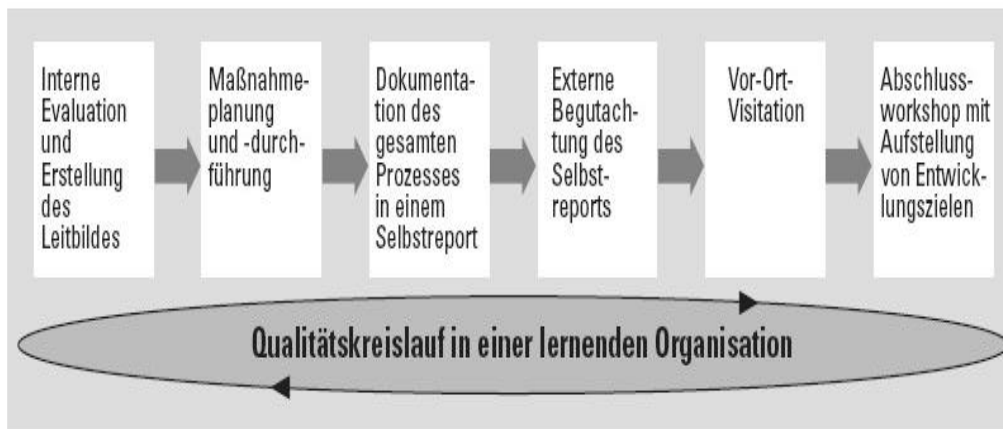 Interne
Evaluation
und
Erstellung
des
Leitbildes
Maßnahme-
planung
und -durch-
führung
Dokumenta-
tion des
gesamten
Prozesses
in einem
Selbstreport
Externe
Begutach-
tung des
Selbst-
reports
Vor-Ort-
Visitation
Abschluss-
workshop mit
Aufstellung
von Entwick-
lungszielen
Qualitätskreislauf in einer lernenden Organisation